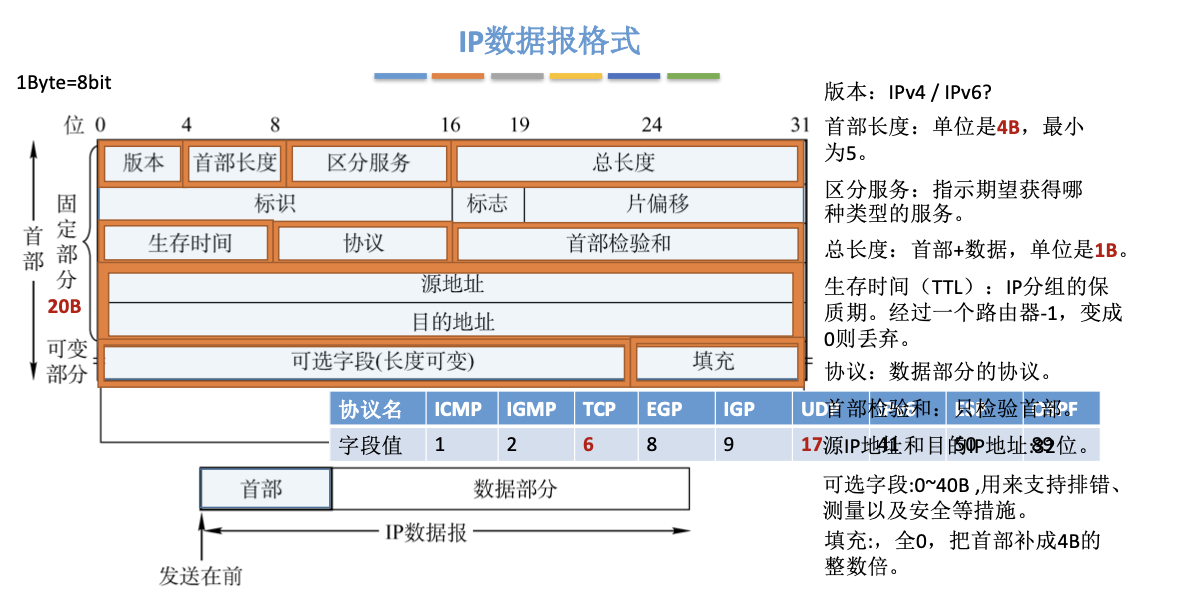 IP数据报格式
1Byte=8bit
位 0 4 8 16 19 24 31
版本 首部长度 区分服务 总长度
标识 标志 片偏移
生存时间 协议 首部检验和
源地址
目的地址
可选字段(长度可变) 填充
首部
固定部分
20B
可变
部分
协议名 ICMP IGMP TCP EGP IGP UDP
字段值 1 2 6 8 9 17 41 50 89
首部 数据部分
IP数据报
发送在前
版本：IPv4 / IPv6?
首部长度：单位是4B，最小
为5。
区分服务：指示期望获得哪
种类型的服务。
总长度：首部+数据，单位是1B。
生存时间（TTL）：IP分组的保
质期。经过一个路由器-1，变成
0则丢弃。
协议：数据部分的协议。
首部检验和：只检验首部。
源IP地址和目的IP地址:32位。
可选字段:0~40B ,用来支持排错、
测量以及安全等措施。
填充:，全0，把首部补成4B的
整数倍。